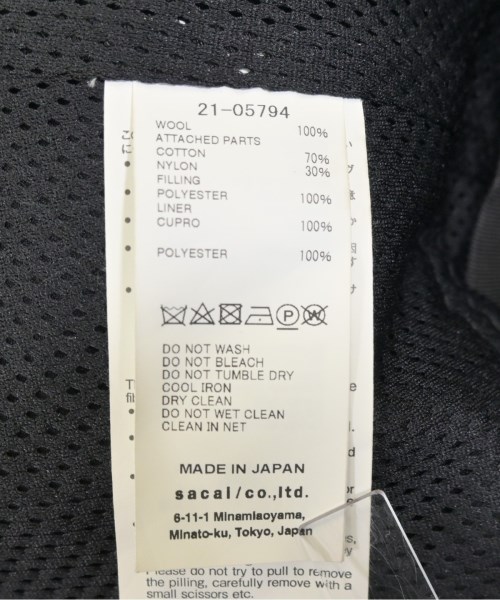 21-05794
WOOL 100%
ATTACHED PARTS
COTTON 70%
NYLON 30%
FILLING
POLYESTER 100%
LINER
CUPRO 100%
POLYESTER 100%
P W
DO NOT WASH
DO NOT BLEACH
DO NOT TUMBLE DRY
COOL IRON
DRY CLEAN
DO NOT WET CLEAN
CLEAN IN NET
MADE IN JAPAN
sacai/co.,ltd.
6-11-1 Minamiaoyama,
Minato-ku, Tokyo, Japan
Please do not try to remove
the pilling, carefully remove with a
small scissors etc.